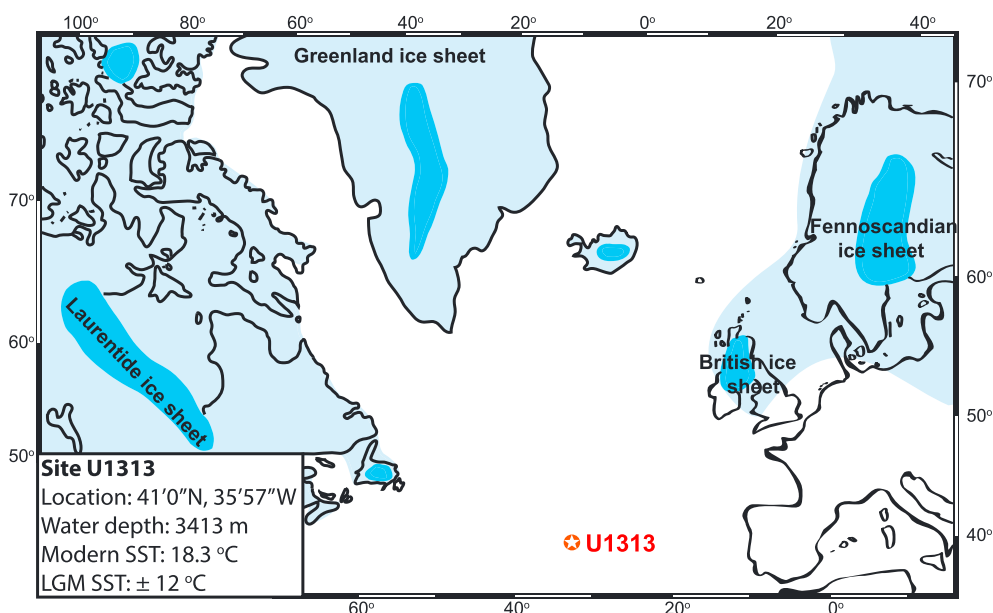 100° 80° 60° 40° 20° 0° 20° 40°
Greenland ice sheet
70°
70°
Fennoscandian
ice sheet
60°
Laurentide ice sheet
60°
British ice
sheet
50°
50°
Site U1313
Location: 41'0"N, 35'57"W
Water depth: 3413 m
Modern SST: 18.3 °C
LGM SST: ± 12 °C
U1313
40°
60° 40° 20° 0°